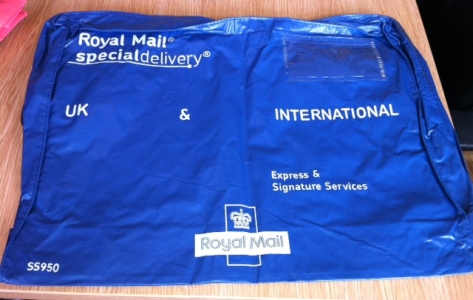 Royal Mail®
specialdelivery®
UK & INTERNATIONAL
Express &
Signature Services
Royal Mail
SS950